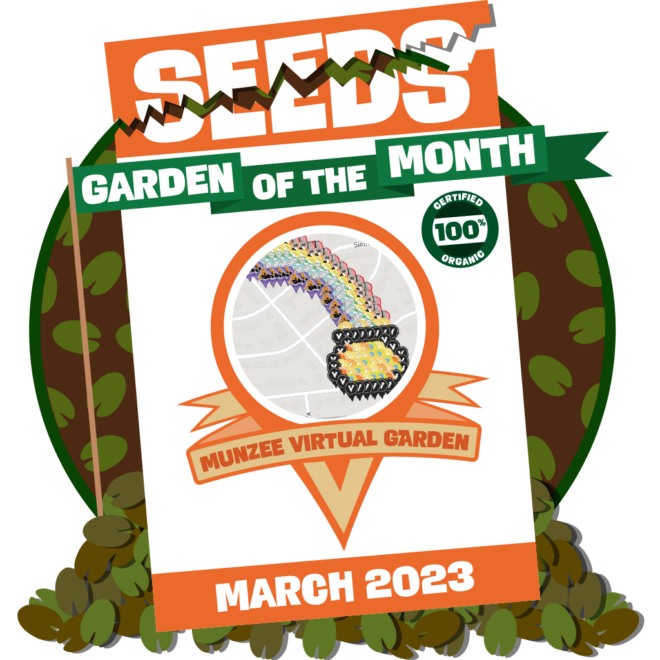 SEEDS
GARDEN OF THE MONTH
CERTIFIED
100%
ORGANIC
MUNZEE VIRTUAL GARDEN
MARCH 2023